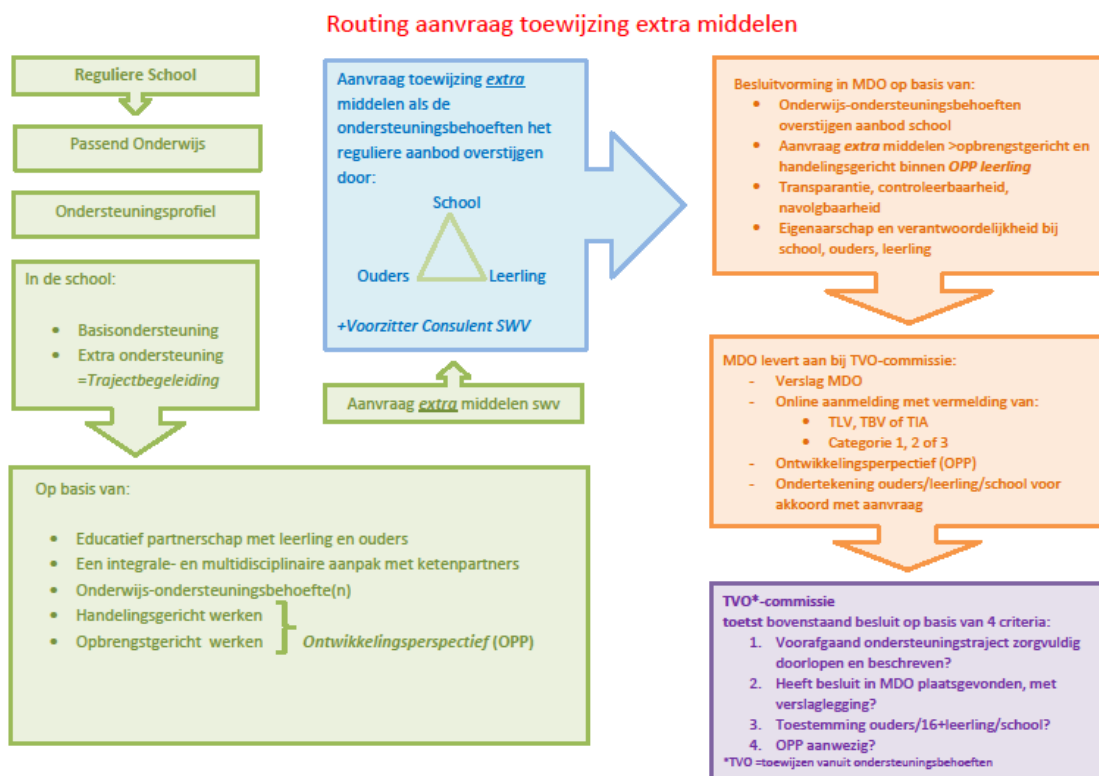 Routing aanvraag toewijzing extra middelen
Reguliere School
Passend Onderwijs
Ondersteuningsprofiel
In de school:
• Basisondersteuning
• Extra ondersteuning
=Trajectbegeleiding
Op basis van:
• Educatief partnerschap met leerling en ouders
• Een integrale- en multidisciplinaire aanpak met ketenpartners
• Onderwijs-ondersteuningsbehoefte(n)
• Handelingsgericht werken
• Opbrengstgericht werken
Ontwikkelingsperspectief (OPP)
Aanvraag toewijzing extra
middelen als de
ondersteuningsbehoeften het
reguliere aanbod overstijgen
door:
School
Ouders
Leerling
+Voorzitter Consulent SWV
Aanvraag extra middelen swv
Besluitvorming in MDO op basis van:
• Onderwijs-ondersteuningsbehoeften
overstijgen aanbod school
• Aanvraag extra middelen >opbrengstgericht en
handelingsgericht binnen OPP leerling
• Transparantie, controleerbaarheid,
navolgbaarheid
• Eigenaarschap en verantwoordelijkheid bij
school, ouders, leerling
MDO levert aan bij TVO-commissie:
- Verslag MDO
- Online aanmelding met vermelding van:
• TLV, TBV of TIA
• Categorie 1, 2 of 3
- Ontwikkelingsperpectief (OPP)
- Ondertekening ouders/leerling/school voor
akkoord met aanvraag
TVO*-commissie
toetst bovenstaand besluit op basis van 4 criteria:
1. Voorafgaand ondersteuningstraject zorgvuldig
doorlopen en beschreven?
2. Heeft besluit in MDO plaatsgevonden, met
verslaglegging?
3. Toestemming ouders/16+leerling/school?
4. OPP aanwezig?
*TVO =toewijzen vanuit ondersteuningsbehoeften